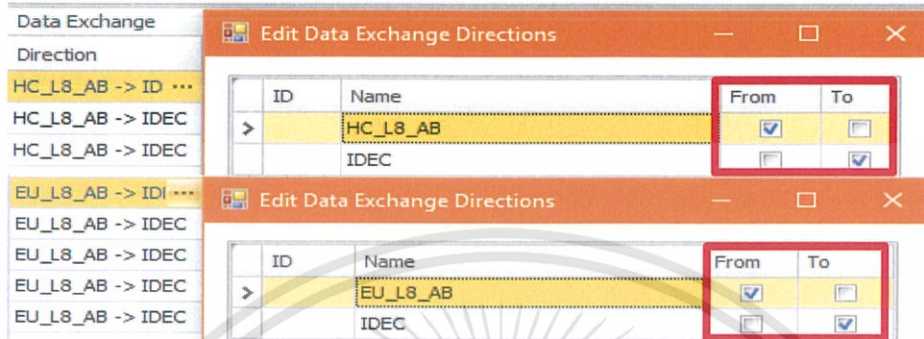 Data Exchange
Direction
HC_L8_AB -> ID ...
HC_L8_AB -> IDEC
HC_L8_AB -> IDEC
EU_L8_AB -> IDI ...
EU_L8_AB -> IDEC
EU_L8_AB -> IDEC
EU_L8_AB -> IDEC
EU_L8_AB -> IDEC
Edit Data Exchange Directions
ID Name From To
HC_L8_AB
IDEC
Edit Data Exchange Directions
ID Name From To
EU_L8_AB
IDEC